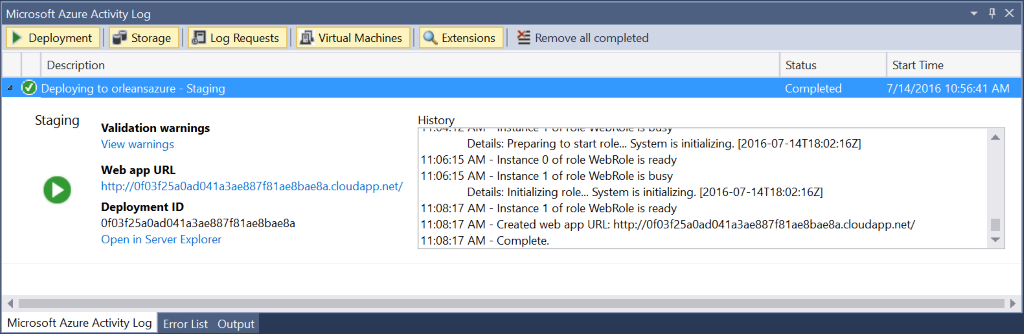 Microsoft Azure Activity Log
Deployment Storage Log Requests Virtual Machines Extensions Remove all completed
Description Status Start Time
Deploying to orleansazure - Staging Completed 7/14/2016 10:56:41 AM
Staging
Validation warnings
View warnings
Web app URL
http://0f03f25a0ad041a3ae887f81ae8bae8a.cloudapp.net/
Deployment ID
0f03f25a0ad041a3ae887f81ae8bae8a
Open in Server Explorer
History
11:04:12 AM - Instance 1 of role WebRole is busy
Details: Preparing to start role... System is initializing. [2016-07-14T18:02:16Z]
11:06:15 AM - Instance 0 of role WebRole is ready
11:06:15 AM - Instance 1 of role WebRole is busy
Details: Initializing role... System is initializing. [2016-07-14T18:02:16Z]
11:08:17 AM - Instance 1 of role WebRole is ready
11:08:17 AM - Created web app URL: http://0f03f25a0ad041a3ae887f81ae8bae8a.cloudapp.net/
11:08:17 AM - Complete.
Microsoft Azure Activity Log Error List Output